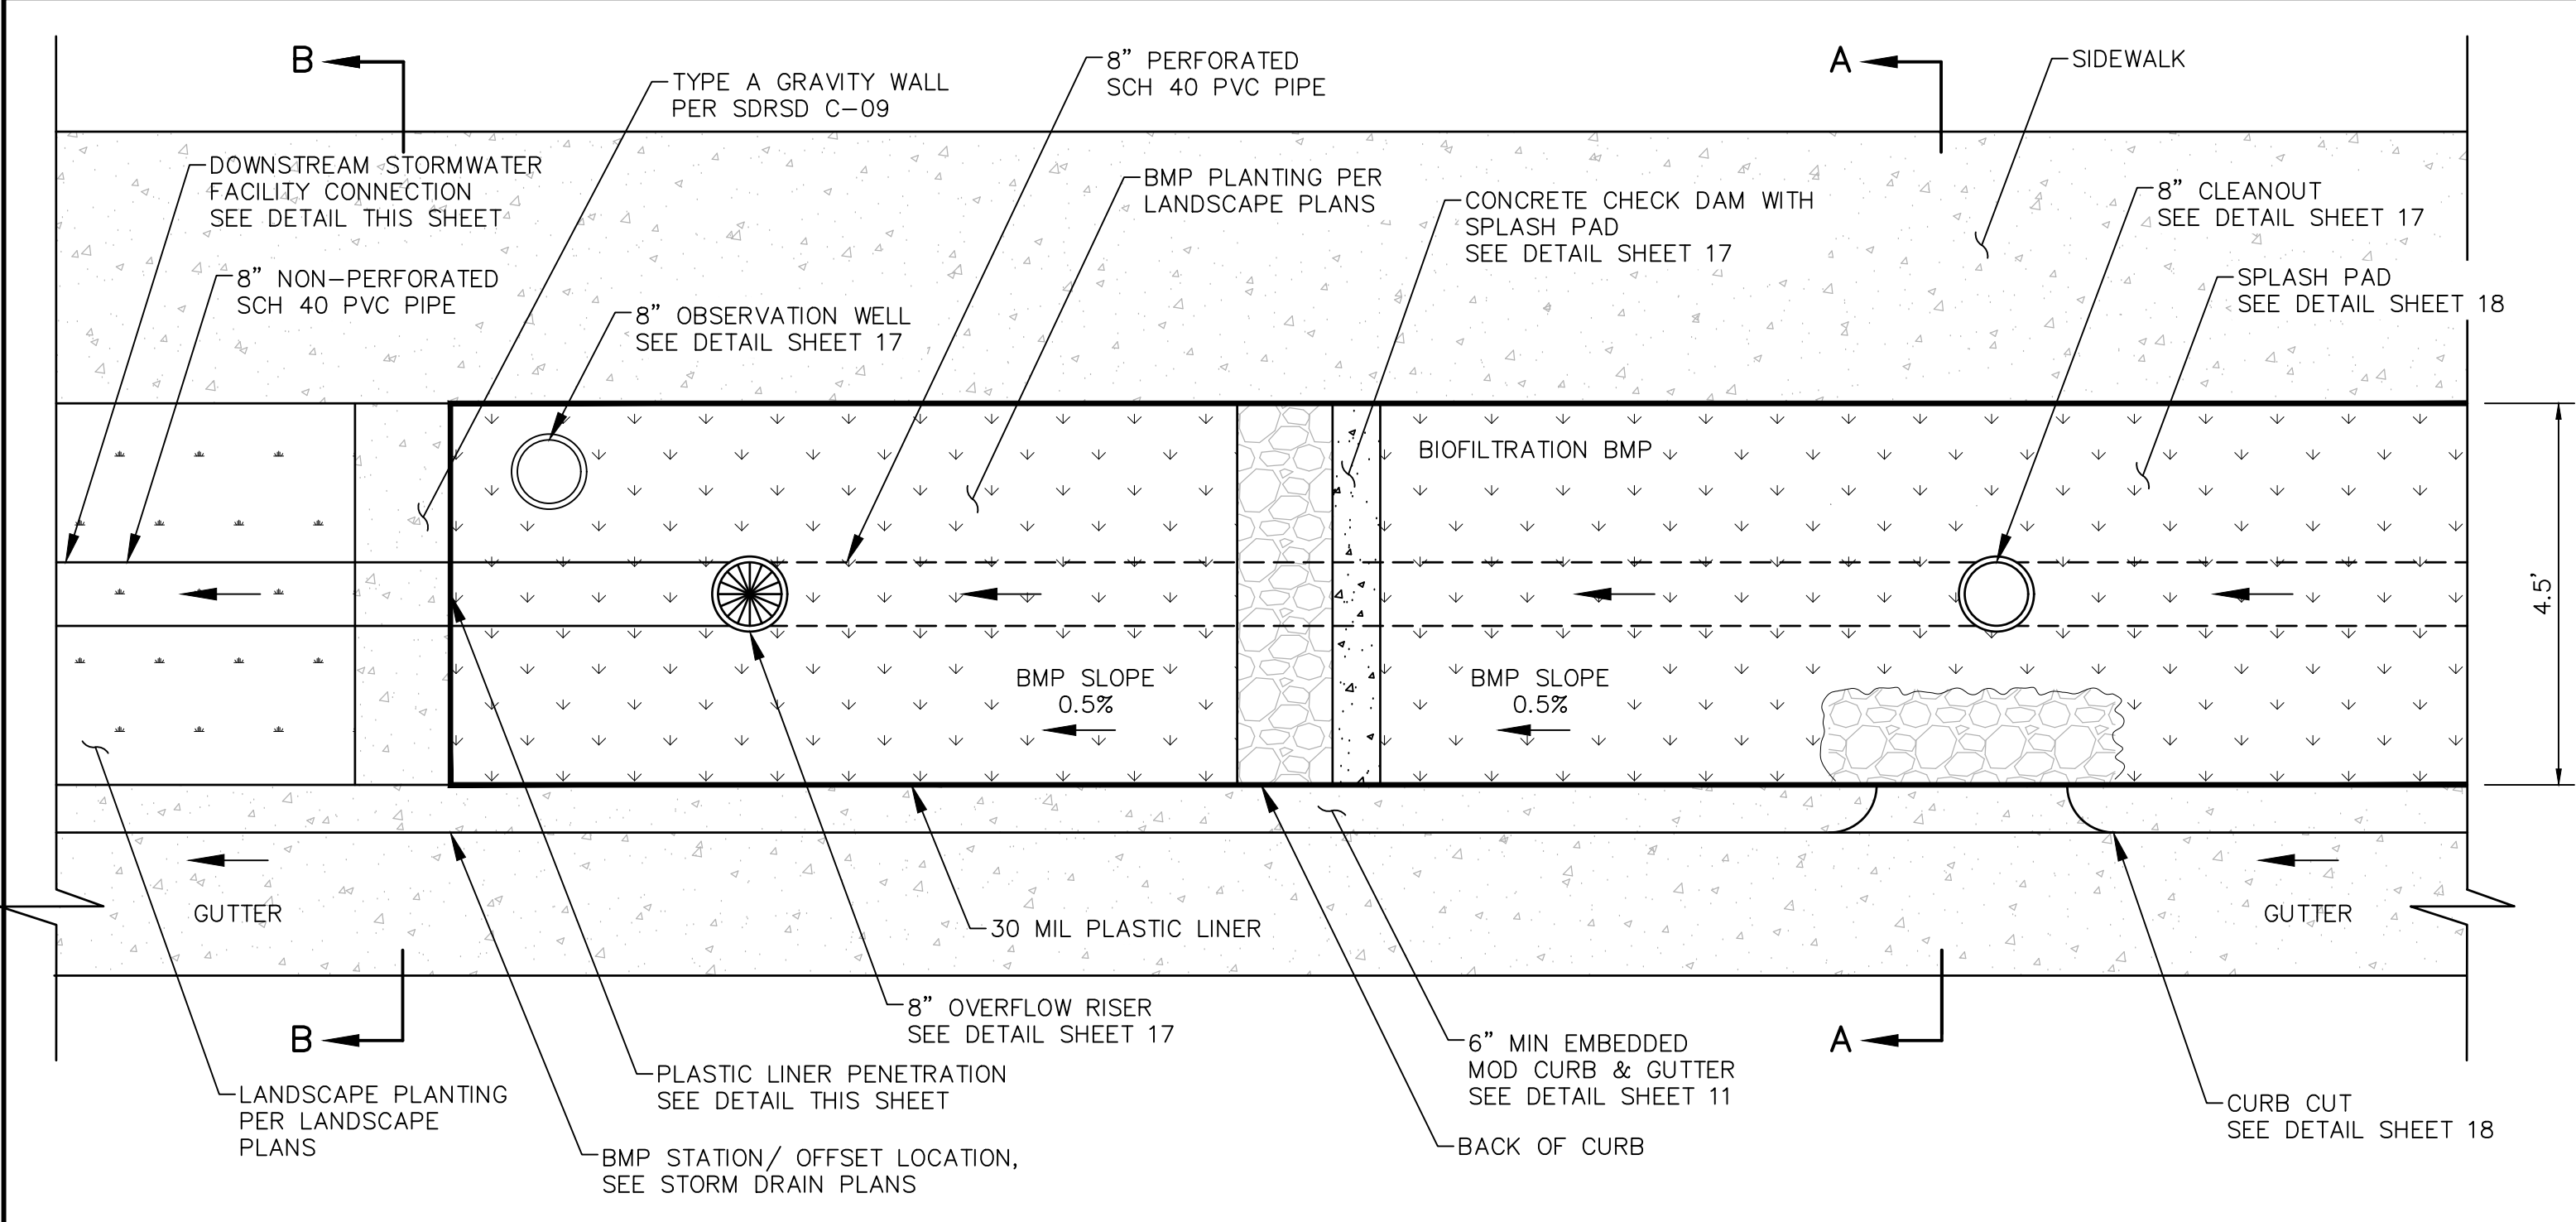 B
TYPE A GRAVITY WALL
PER SDRSD C-09
8" PERFORATED
SCH 40 PVC PIPE
A
SIDEWALK
DOWNSTREAM STORMWATER
FACILITY CONNECTION
SEE DETAIL THIS SHEET
BMP PLANTING PER
LANDSCAPE PLANS
CONCRETE CHECK DAM WITH
SPLASH PAD
SEE DETAIL SHEET 17
8" CLEANOUT
SEE DETAIL SHEET 17
8" NON-PERFORATED
SCH 40 PVC PIPE
8" OBSERVATION WELL
SEE DETAIL SHEET 17
SPLASH PAD
SEE DETAIL SHEET 18
BIOFILTRATION BMP
4.5'
BMP SLOPE
0.5%
BMP SLOPE
0.5%
GUTTER
GUTTER
30 MIL PLASTIC LINER
8" OVERFLOW RISER
SEE DETAIL SHEET 17
B
A
6" MIN EMBEDDED
MOD CURB & GUTTER
SEE DETAIL SHEET 11
PLASTIC LINER PENETRATION
SEE DETAIL THIS SHEET
LANDSCAPE PLANTING
PER LANDSCAPE
PLANS
CURB CUT
SEE DETAIL SHEET 18
BACK OF CURB
BMP STATION/ OFFSET LOCATION,
SEE STORM DRAIN PLANS